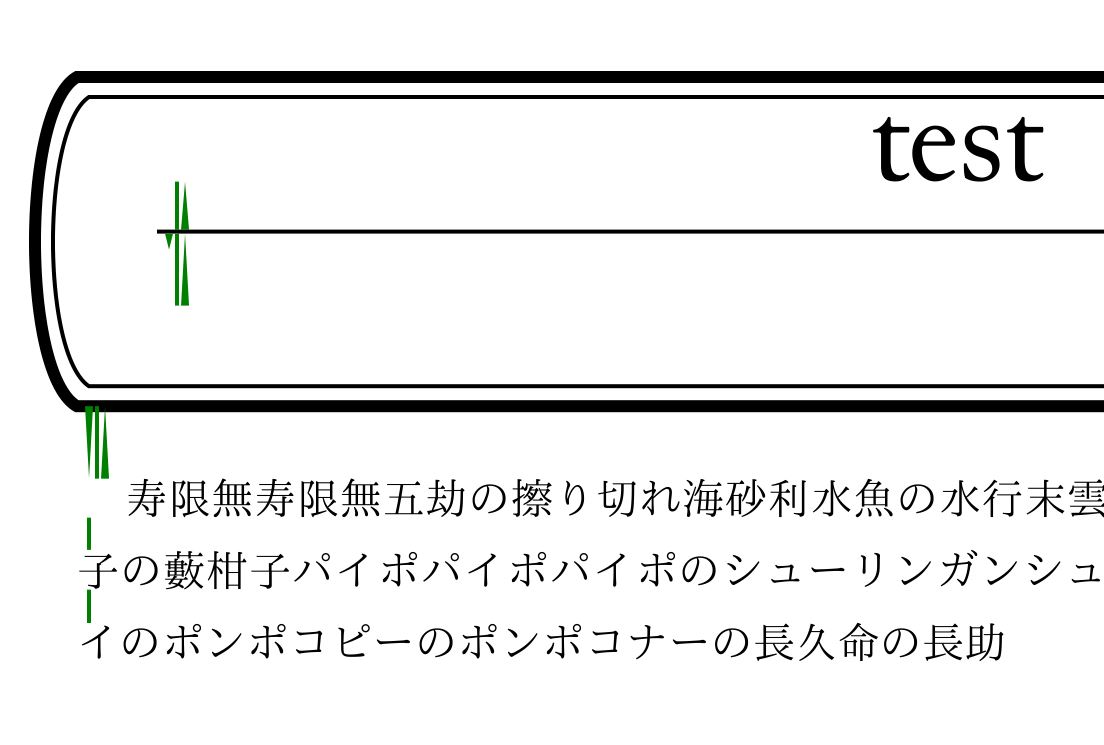 test
寿限無寿限無五劫の擦り切れ海砂利水魚の水行末雲
子の藪柑子パイポパイポパイポのシューリンガンシュ
イのポンポコピーのポンポコナーの長久命の長助